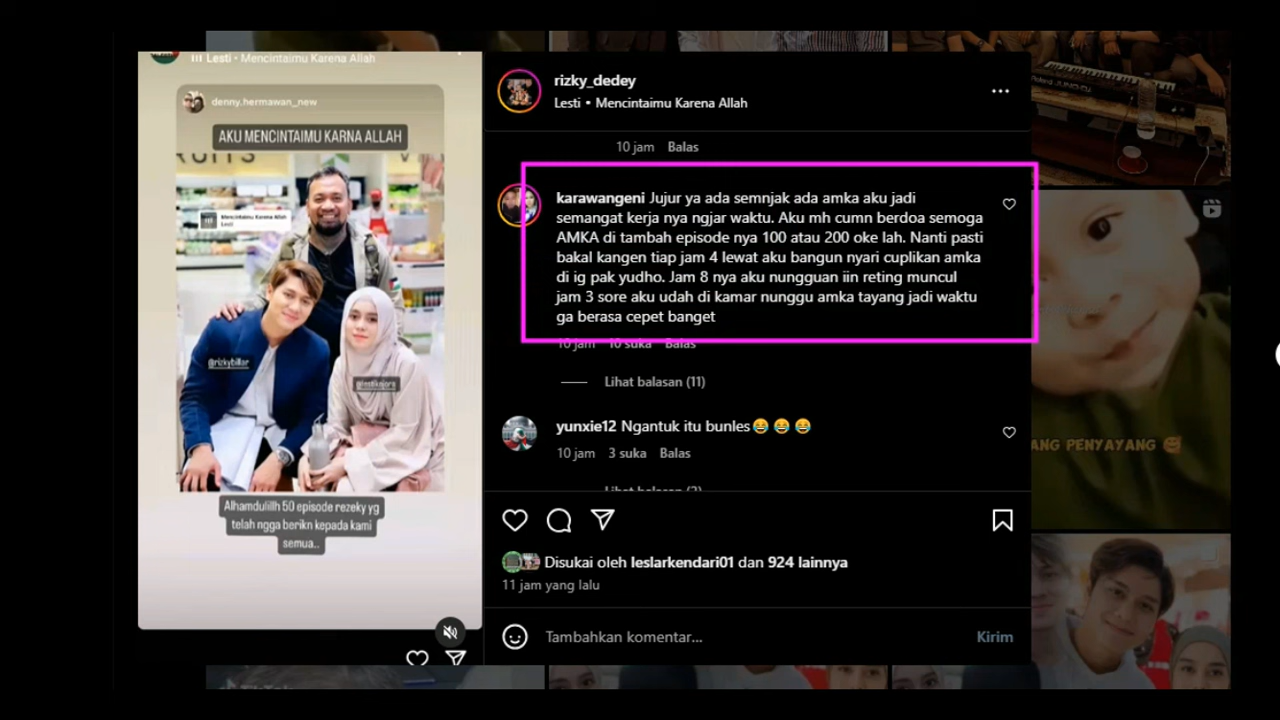 Lesti • Mencintaimu Karena Allah
denny.hermawan_new
AKU MENCINTAIMU KARNA ALLAH
Mencintaimu Karena Allah
Lesti
@rizkybillar
@lestikejora
Alhamdulillh 50 episode rezeky yg
telah ngga berikn kepada kami
semua..
rizky_dedey
Lesti • Mencintaimu Karena Allah
10 jam Balas
karawangeni Jujur ya ada semnjak ada amka aku jadi
semangat kerja nya ngjar waktu. Aku mh cumn berdoa semoga
AMKA di tambah episode nya 100 atau 200 oke lah. Nanti pasti
bakal kangen tiap jam 4 lewat aku bangun nyari cuplikan amka
di ig pak yudho. Jam 8 nya aku nungguan iin reting muncul
jam 3 sore aku udah di kamar nunggu amka tayang jadi waktu
ga berasa cepet banget
10 jam 10 suka Balas
Lihat balasan (11)
yunxie12 Ngantuk itu bunles😂 😂 😂
10 jam 3 suka Balas
Lihat balasan (2)
Disukai oleh leslarkendari01 dan 924 lainnya
11 jam yang lalu
Tambahkan komentar...
Kirim
ANG PENYAYANG 🥰